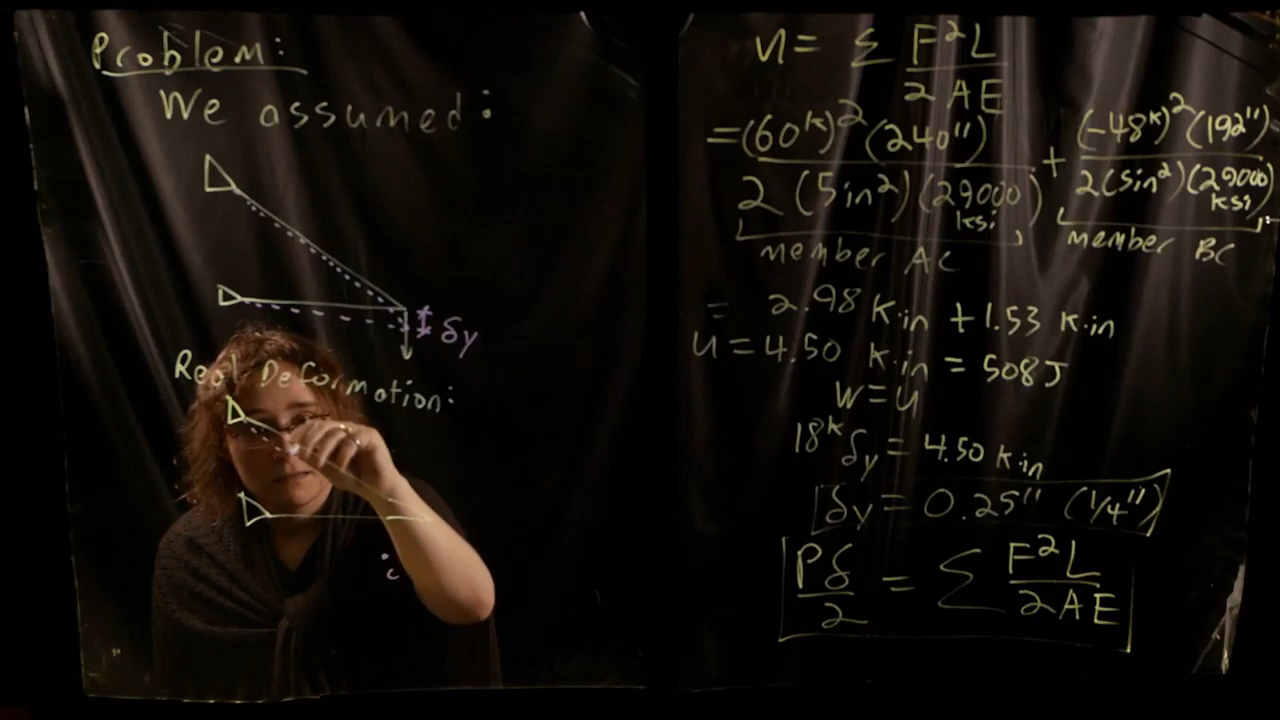 Problem:
We assumed:
δy
Real Deformation:
c
U = Σ F²L / 2AE
= (60ᵏ)² (240") / 2 (5in²) (29000 ksi) + (-48ᵏ)² (192") / 2(5in²)(29000 ksi)
member AC
member BC
= 2.98 k·in + 1.53 k·in
U = 4.50 k·in = 508J
W = U
18ᵏ δy = 4.50 k·in
δy = 0.25" (1/4")
Pδ / 2 = Σ F²L / 2AE